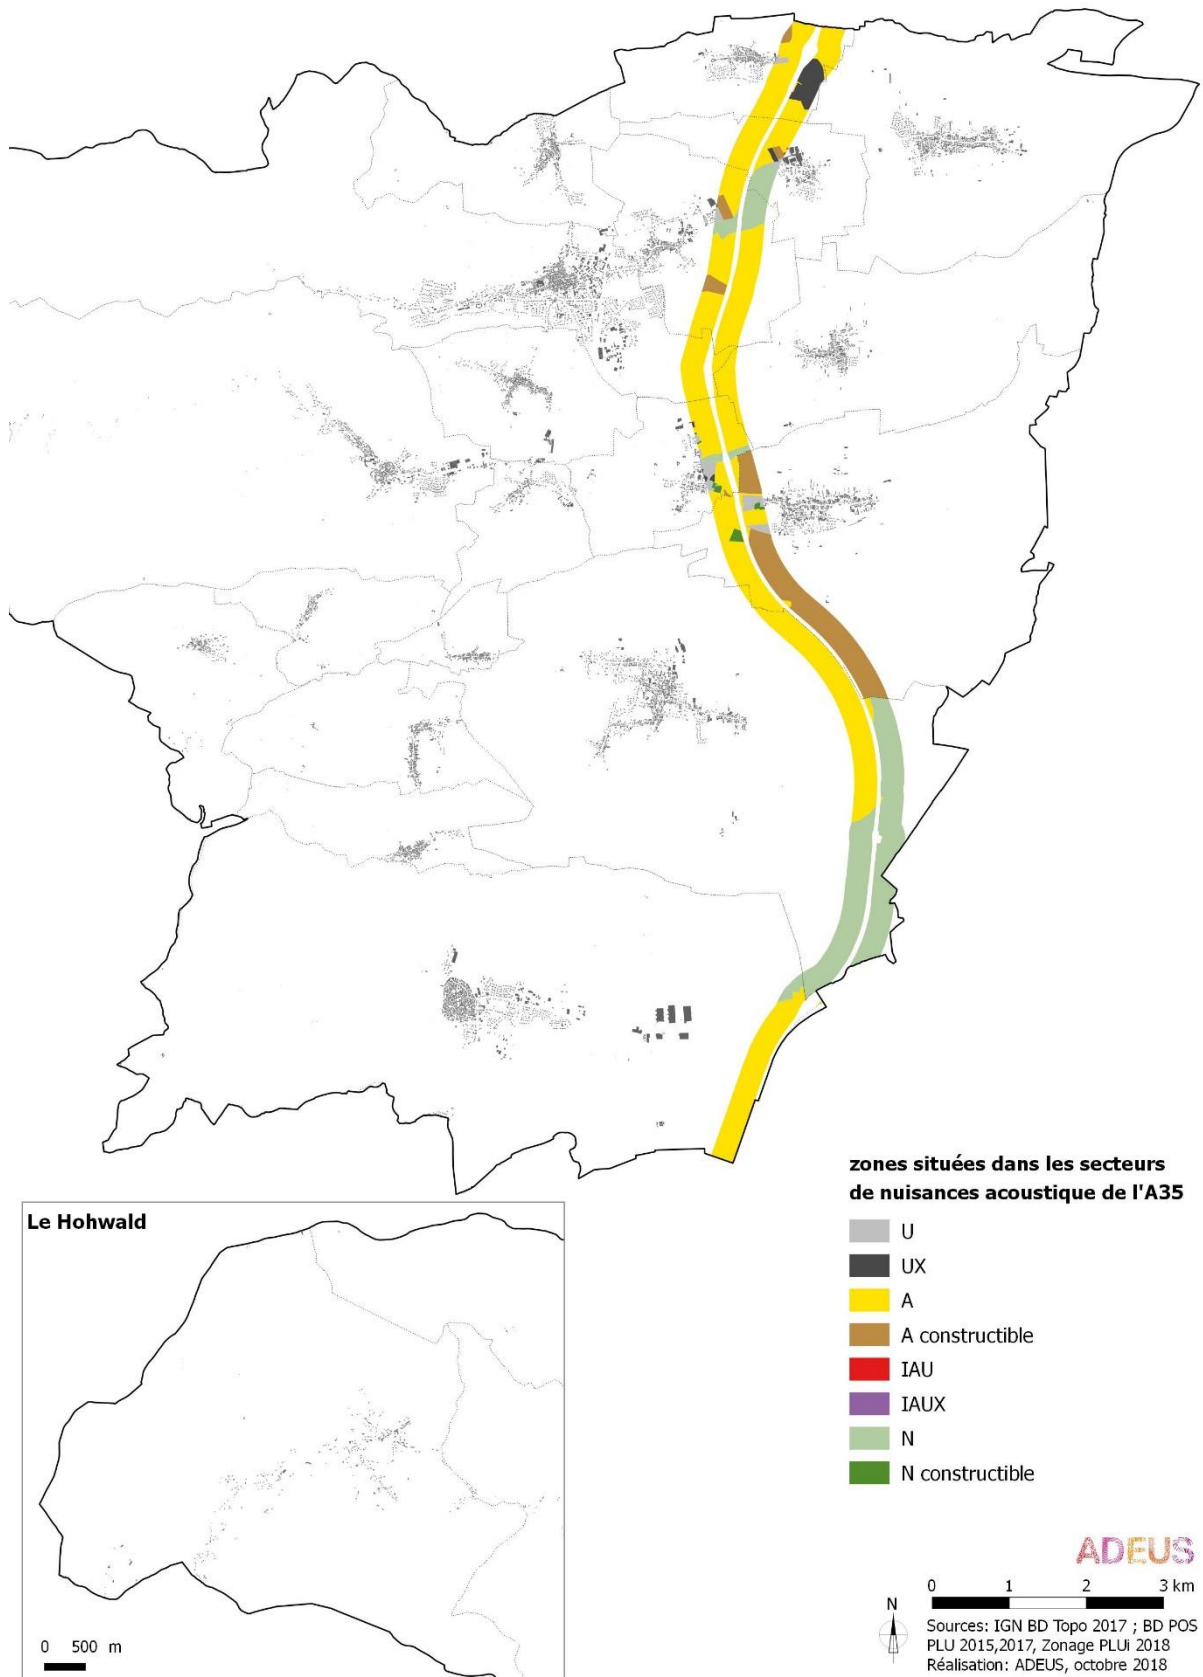 zones situées dans les secteurs
de nuisances acoustique de l'A35
U
UX
A
A constructible
IAU
IAUX
N
N constructible
Le Hohwald
0 500 m
ADEUS
0 1 2 3 km
N
Sources: IGN BD Topo 2017 ; BD POS
PLU 2015,2017, Zonage PLUi 2018
Réalisation: ADEUS, octobre 2018